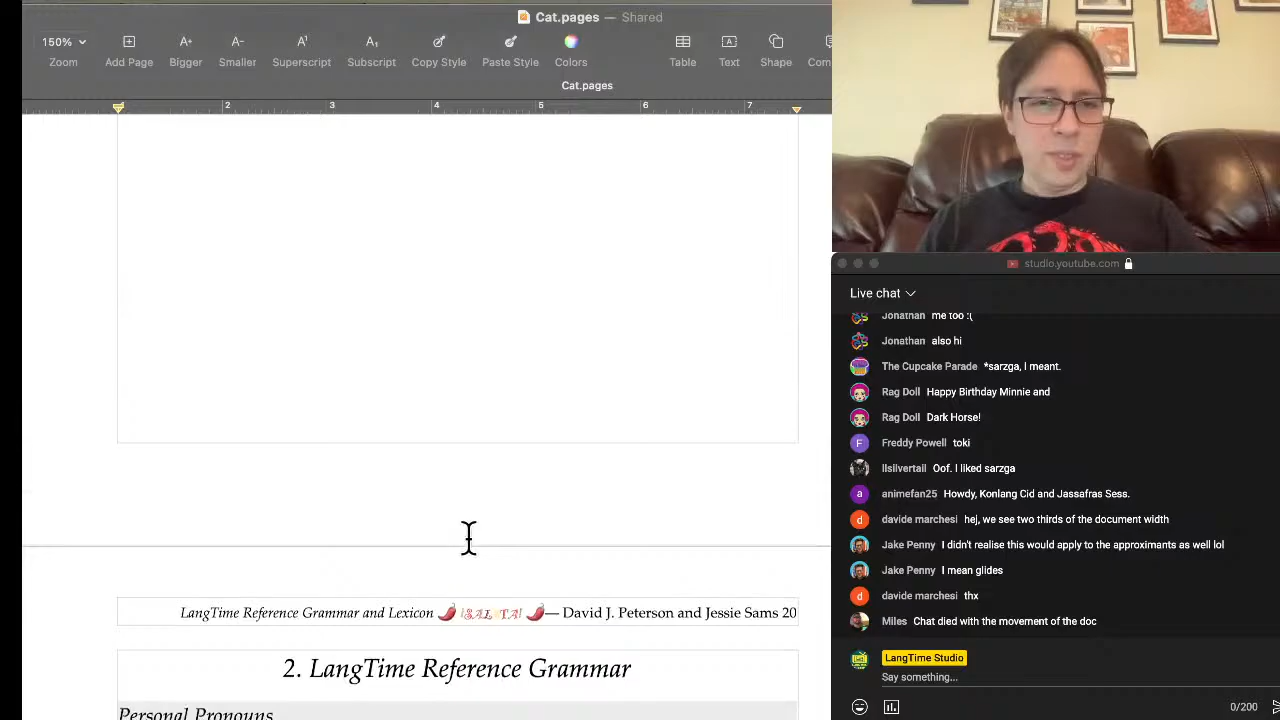 Cat.pages — Shared
150%
Zoom
Add Page
Bigger
Smaller
Superscript
Subscript
Copy Style
Paste Style
Colors
Table
Text
Shape
Com
Cat.pages
2 3 4 5 6 7
LangTime Reference Grammar and Lexicon 🌶️ ¡SALSTA! 🌶️— David J. Peterson and Jessie Sams 20
2. LangTime Reference Grammar
Personal Pronouns
studio.youtube.com
Live chat
Jonathan me too :(
Jonathan also hi
The Cupcake Parade *sarzga, I meant.
Rag Doll Happy Birthday Minnie and
Rag Doll Dark Horse!
Freddy Powell toki
llsilvertail Oof. I liked sarzga
animefan25 Howdy, Konlang Cid and Jassafras Sess.
davide marchesi hej, we see two thirds of the document width
Jake Penny I didn't realise this would apply to the approximants as well lol
Jake Penny I mean glides
davide marchesi thx
Miles Chat died with the movement of the doc
LangTime Studio
Say something...
0/200